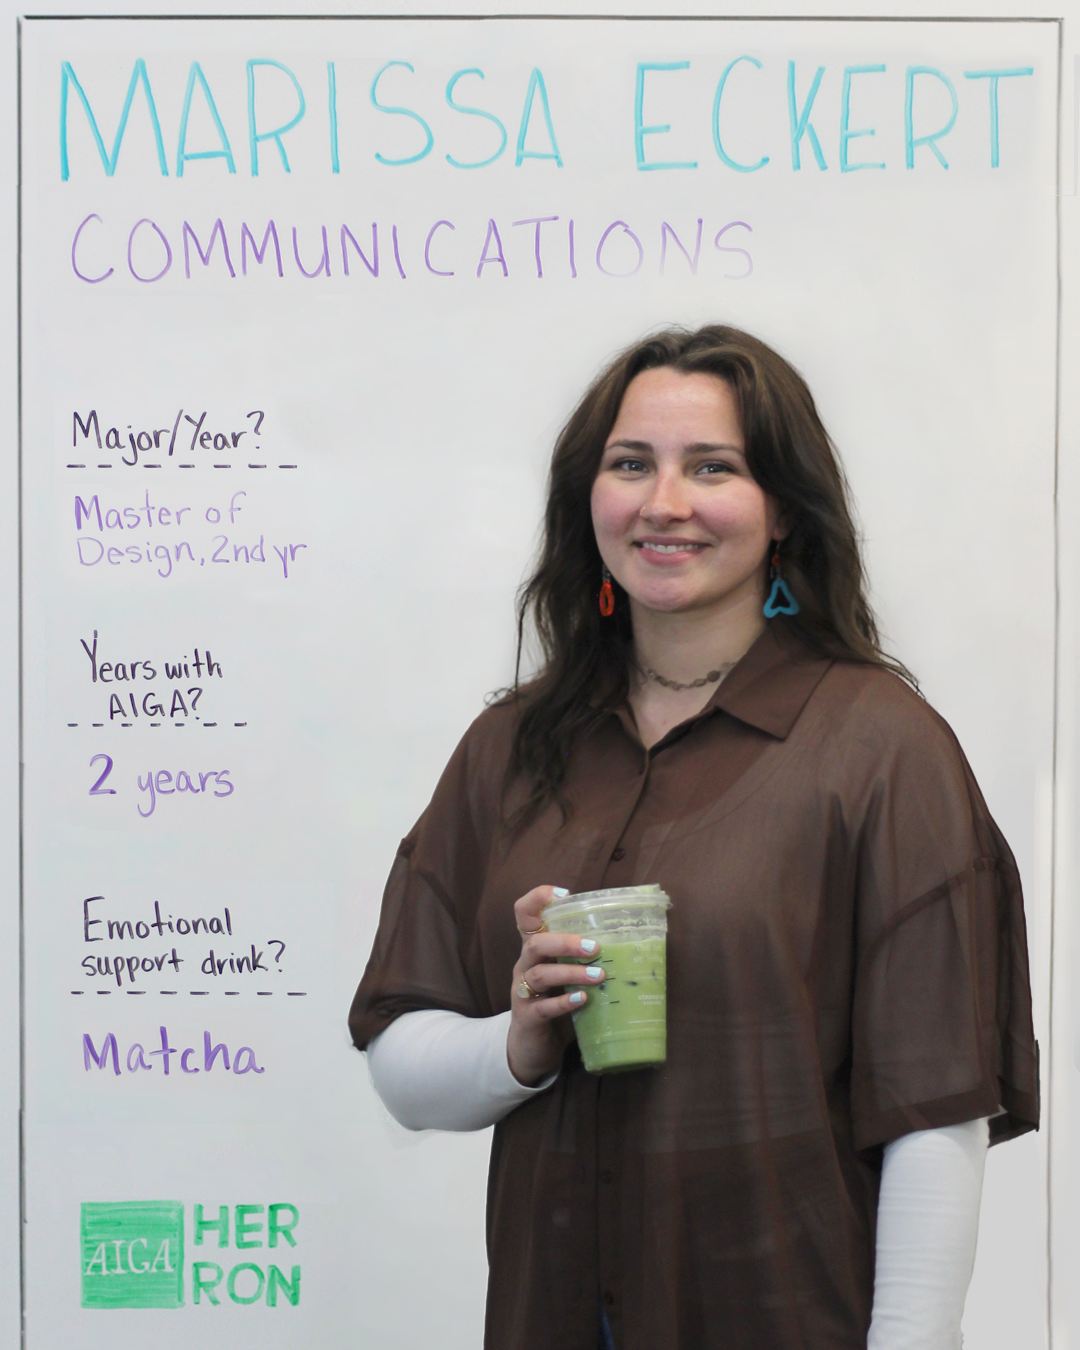 MARISSA ECKERT
COMMUNICATIONS
Major/Year?
Master of
Design, 2nd yr
Years with
AIGA?
2 years
Emotional
support drink?
Matcha
AIGA
HER
RON